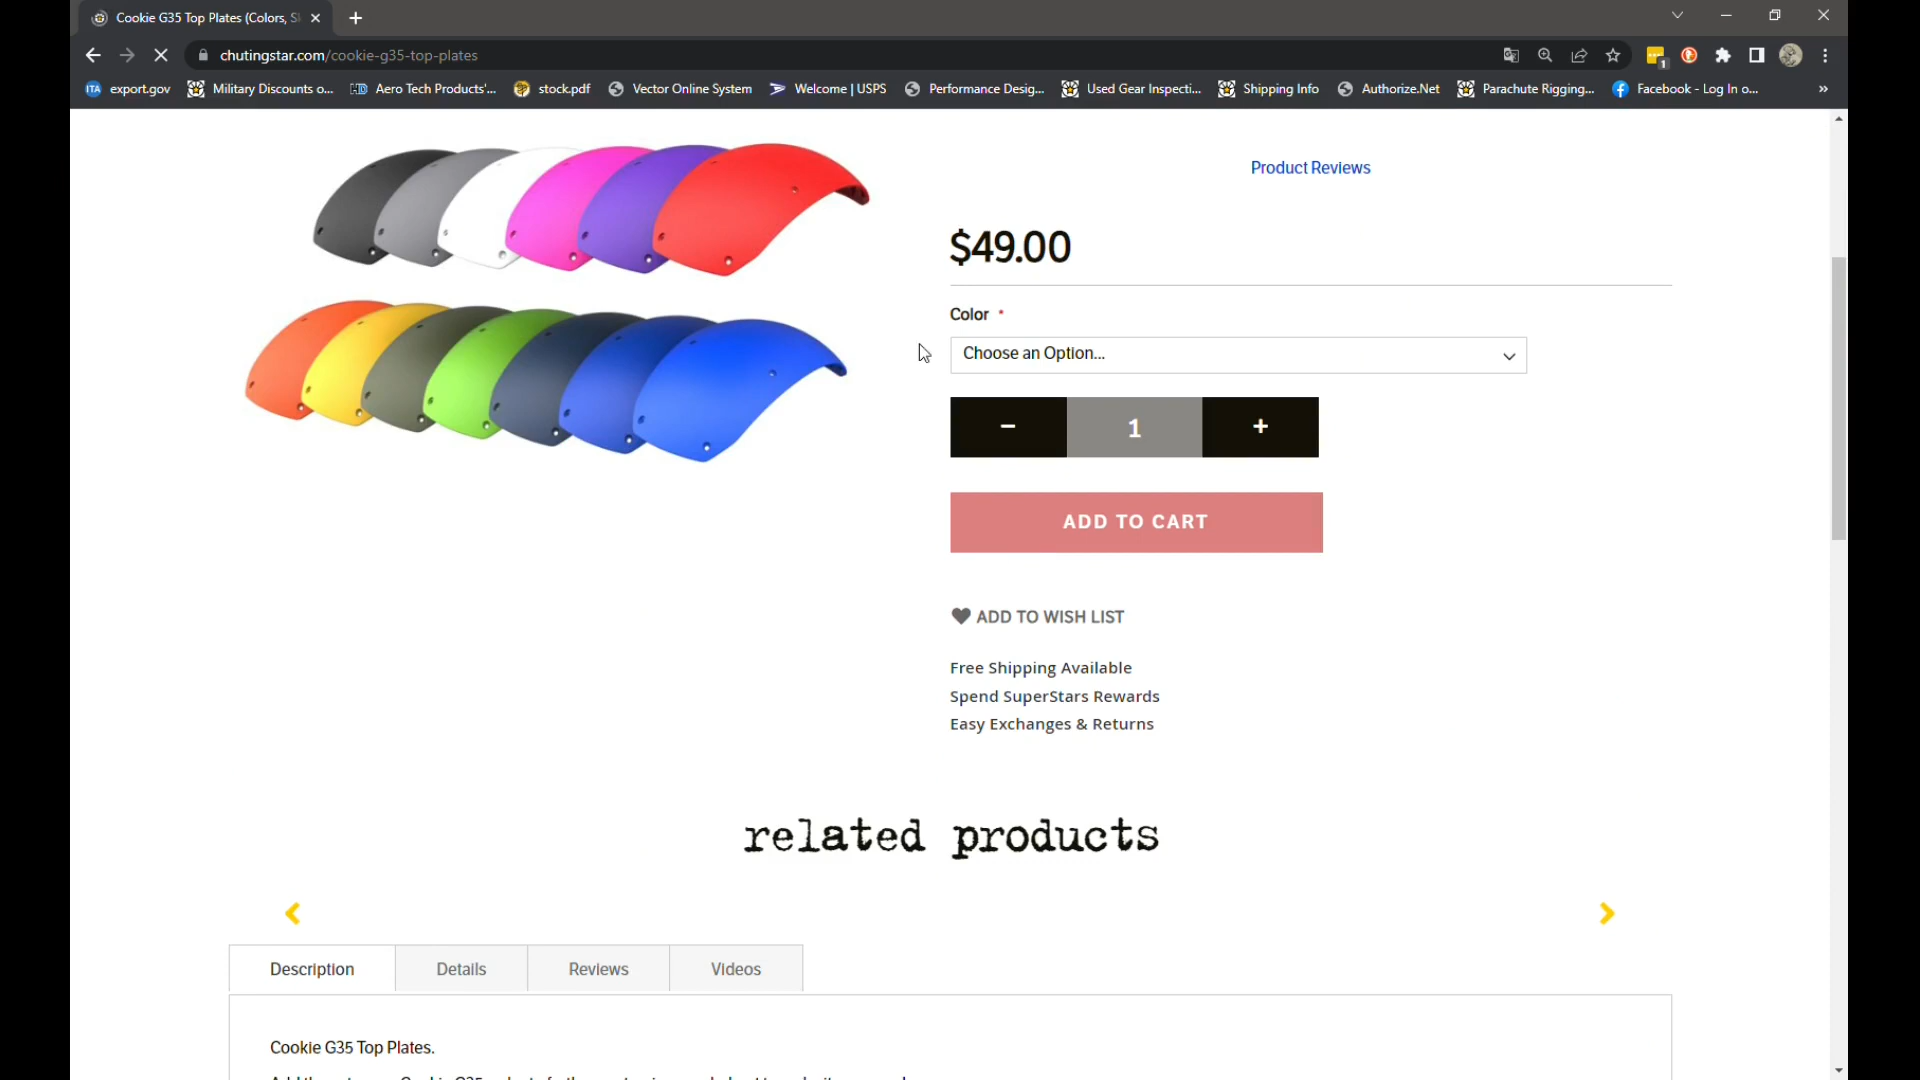 Cookie G35 Top Plates (Colors, S
chutingstar.com/cookie-g35-top-plates
1
ITA export.gov Military Discounts o... HD Aero Tech Products'... stock.pdf Vector Online System Welcome | USPS Performance Desig... Used Gear Inspecti... Shipping Info Authorize.Net Parachute Rigging... Facebook - Log In o... »
Product Reviews
$49.00
Color *
Choose an Option...
− 1 +
ADD TO CART
ADD TO WISH LIST
Free Shipping Available
Spend SuperStars Rewards
Easy Exchanges & Returns
related products
Description Details Reviews Videos
Cookie G35 Top Plates.